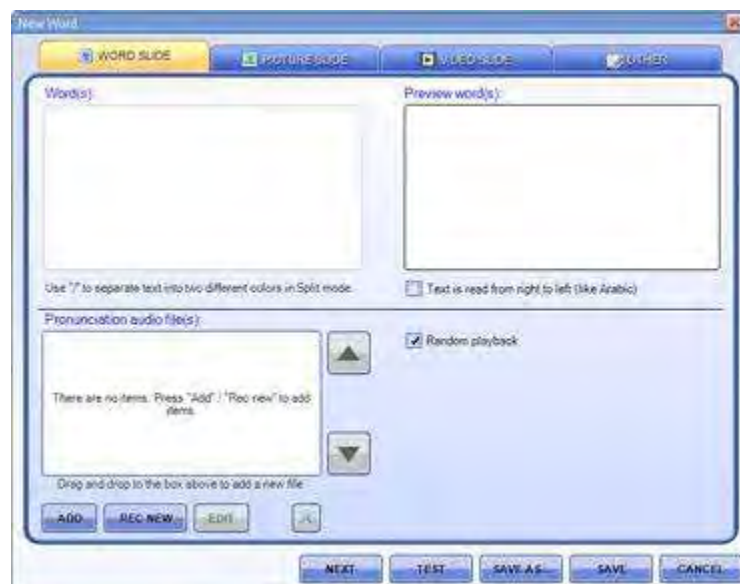 New Word
WORD SLIDE
PICTURE SLIDE
VIDEO SLIDE
OTHER
Word(s):
Preview word(s):
Use "/" to separate text into two different colors in Split mode.
Text is read from right to left (like Arabic)
Pronunciation audio file(s):
Random playback
There are no items. Press "Add" / "Rec new" to add
items.
Drag and drop to the box above to add a new file
ADD
REC NEW
EDIT
X
NEXT
TEST
SAVE AS
SAVE
CANCEL